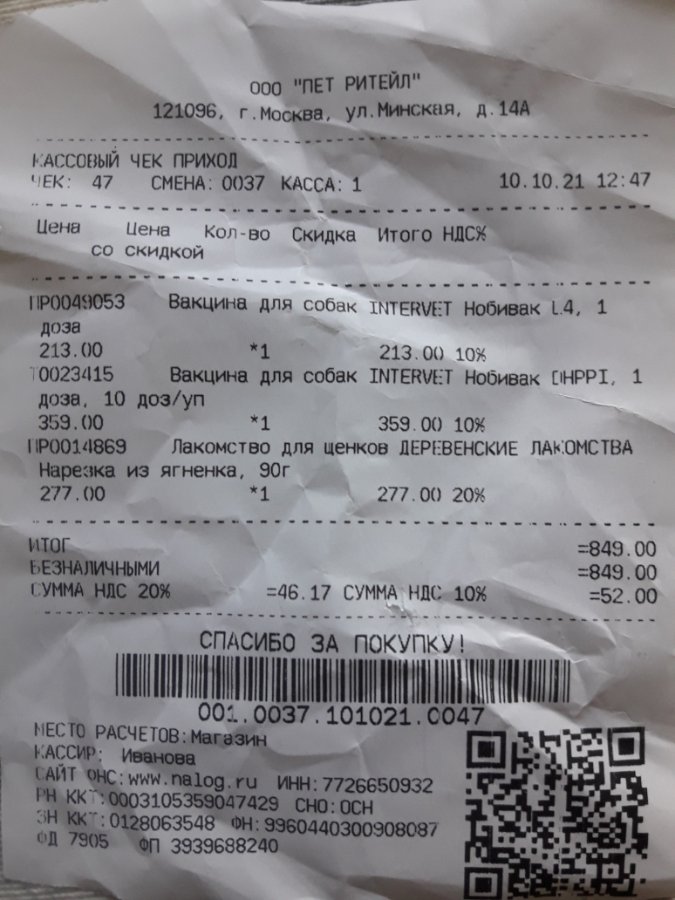 ООО "ПЕТ РИТЕЙЛ"
121096, г.Москва, ул.Минская, д.14А
КАССОВЫЙ ЧЕК ПРИХОД
ЧЕК: 47 СМЕНА: 0037 КАССА: 1 10.10.21 12:47
Цена Цена Кол-во Скидка Итого НДС%
со скидкой
ПР0049053 Вакцина для собак INTERVET Нобивак L4, 1
доза
213.00 *1 213.00 10%
Т0023415 Вакцина для собак INTERVET Нобивак DHPPI, 1
доза, 10 доз/уп
359.00 *1 359.00 10%
ПР0014869 Лакомство для щенков ДЕРЕВЕНСКИЕ ЛАКОМСТВА
Нарезка из ягненка, 90г
277.00 *1 277.00 20%
ИТОГ =849.00
БЕЗНАЛИЧНЫМИ =849.00
СУММА НДС 20% =46.17 СУММА НДС 10% =52.00
СПАСИБО ЗА ПОКУПКУ!
001.0037.101021.0047
МЕСТО РАСЧЕТОВ:Магазин
КАССИР: Иванова
САЙТ ФНС:www.nalog.ru ИНН:7726650932
РН ККТ:0003105359047429 СНО:ОСН
ЗН ККТ:0128063548 ФН:9960440300908087
ФД 7905 ФП 3939688240